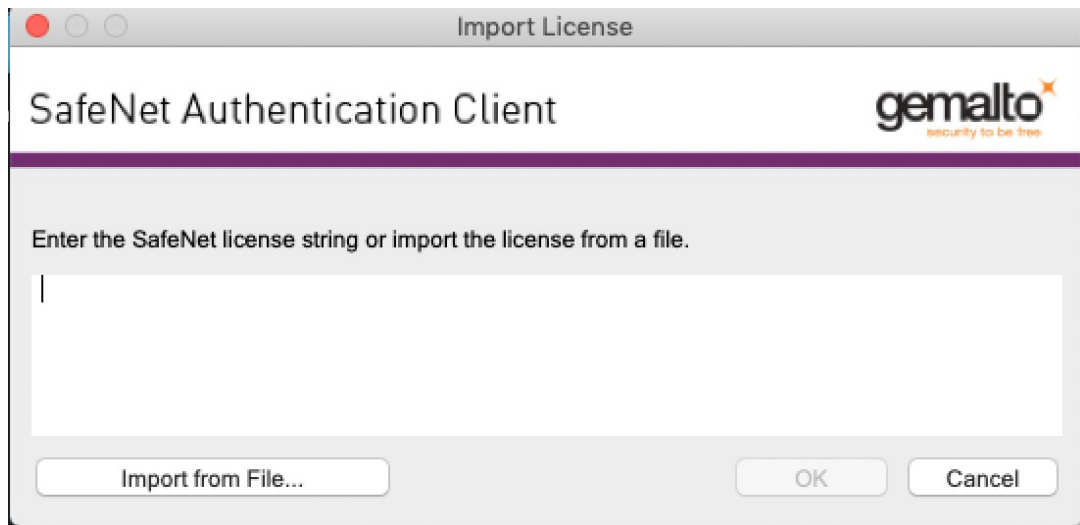 Import License
SafeNet Authentication Client
gemalto
security to be free
Enter the SafeNet license string or import the license from a file.
Import from File...
OK
Cancel